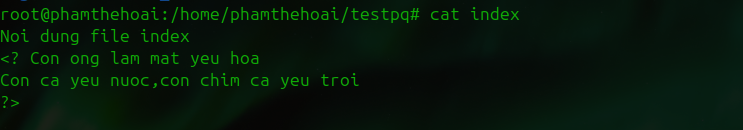 root@phamthehoai:/home/phamthehoai/testpq# cat index
Noi dung file index
<? Con ong lam mat yeu hoa
Con ca yeu nuoc,con chim ca yeu troi
?>